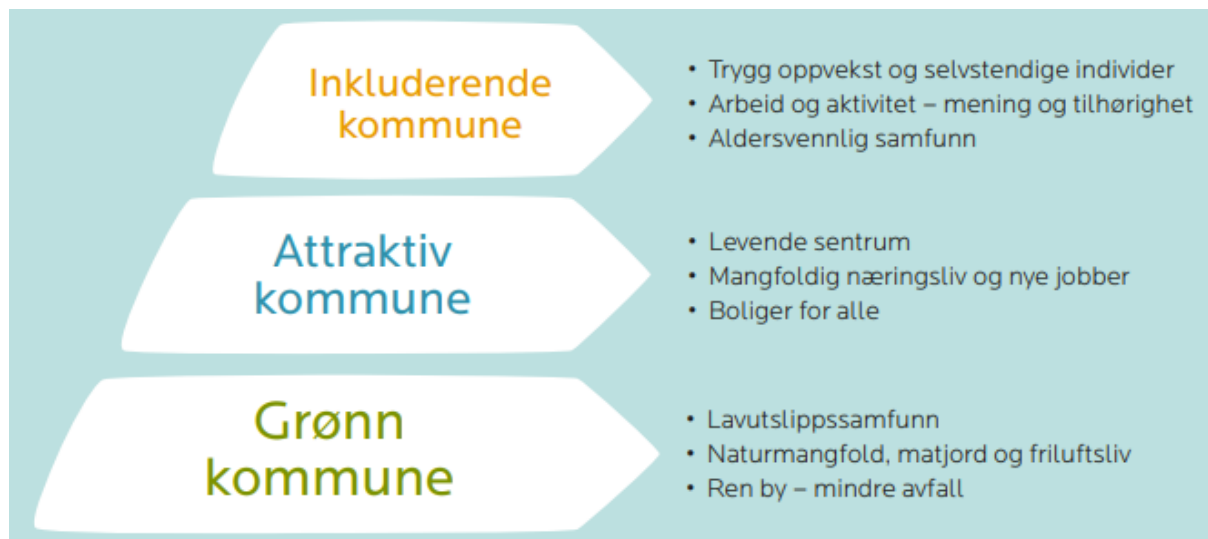 Inkluderende
kommune
• Trygg oppvekst og selvstendige individer
• Arbeid og aktivitet – mening og tilhørighet
• Aldersvennlig samfunn
Attraktiv
kommune
• Levende sentrum
• Mangfoldig næringsliv og nye jobber
• Boliger for alle
Grønn
kommune
• Lavutslippssamfunn
• Naturmangfold, matjord og friluftsliv
• Ren by – mindre avfall